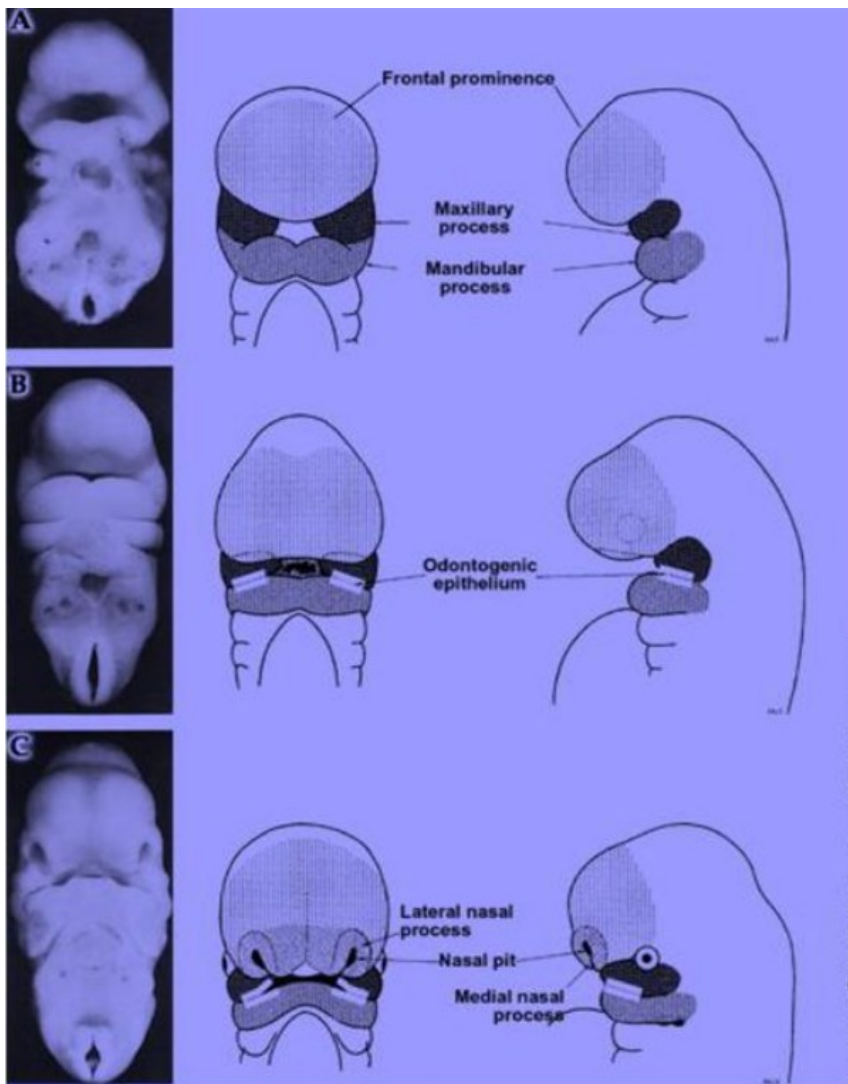 A
Frontal prominence
Maxillary
process
Mandibular
process
B
Odontogenic
epithelium
C
Lateral nasal
process
Nasal pit
Medial nasal
process